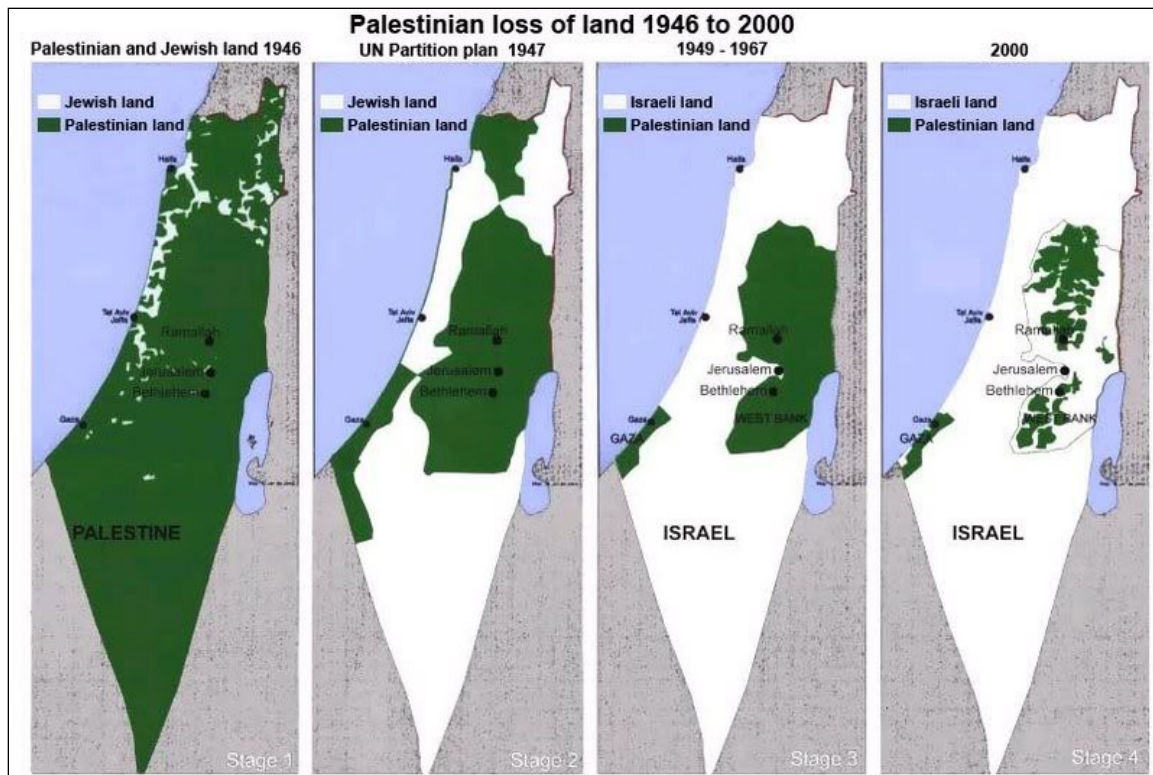 Palestinian loss of land 1946 to 2000
Palestinian and Jewish land 1946
Jewish land
Palestinian land
Haifa
Tel Aviv
Jaffa
Ramallah
Jerusalem
Bethlehem
Gaza
PALESTINE
Stage 1
UN Partition plan 1947
Jewish land
Palestinian land
Haifa
Tel Aviv
Jaffa
Ramallah
Jerusalem
Bethlehem
Gaza
Stage 2
1949 - 1967
Israeli land
Palestinian land
Haifa
Tel Aviv
Jaffa
Ramallah
Jerusalem
Bethlehem
Gaza
GAZA
WEST BANK
ISRAEL
Stage 3
2000
Israeli land
Palestinian land
Haifa
Tel Aviv
Jaffa
Ramallah
Jerusalem
Bethlehem
Gaza
GAZA
WEST BANK
ISRAEL
Stage 4